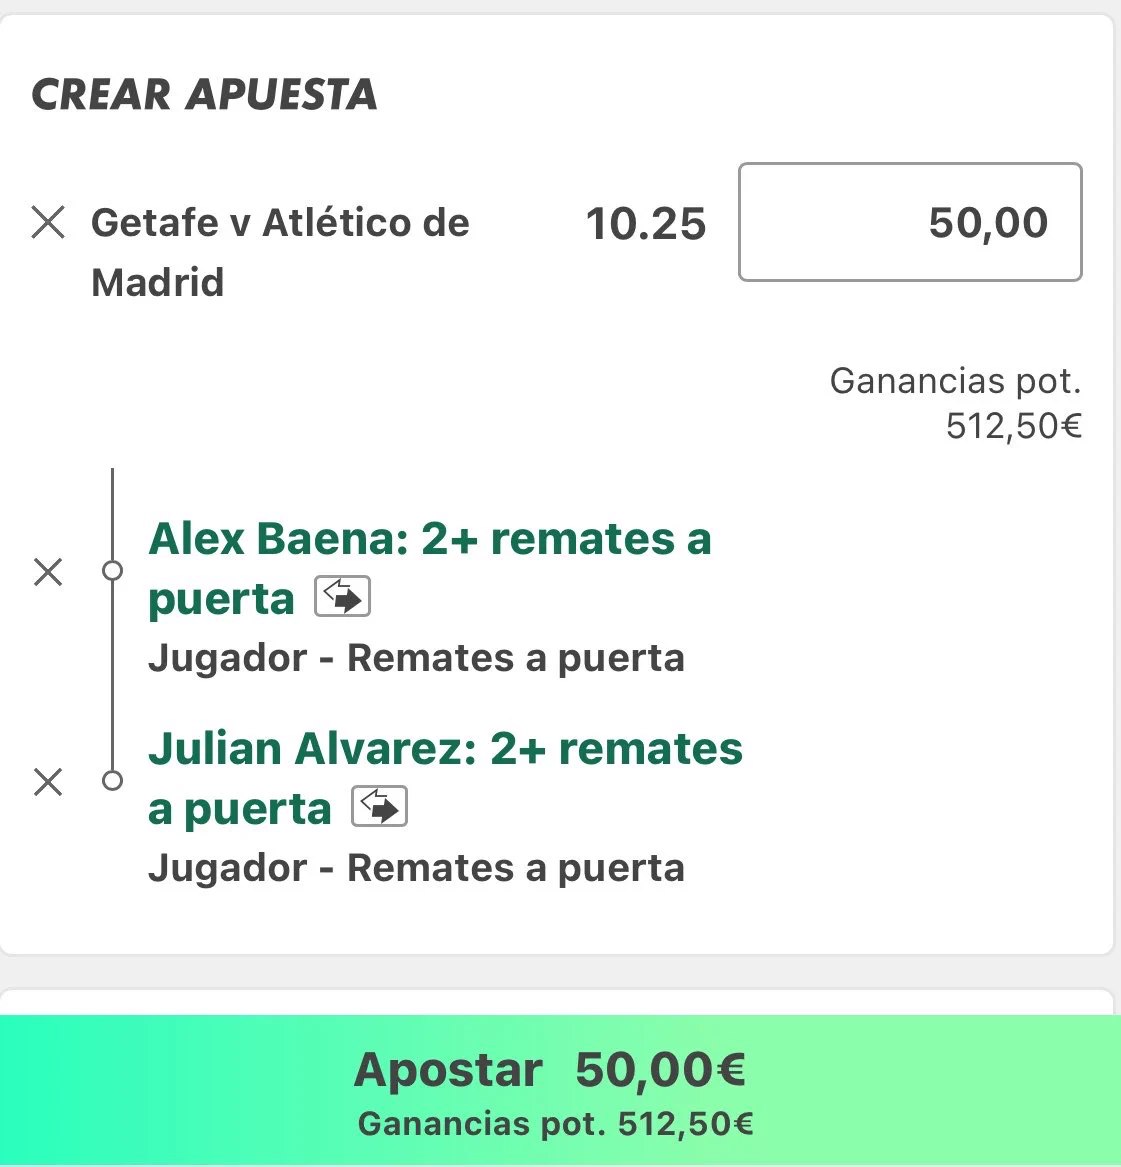 CREAR APUESTA
Getafe v Atlético de
Madrid
10.25
50,00
Ganancias pot.
512,50€
Alex Baena: 2+ remates a
puerta
Jugador - Remates a puerta
Julian Alvarez: 2+ remates
a puerta
Jugador - Remates a puerta
Apostar 50,00€
Ganancias pot. 512,50€